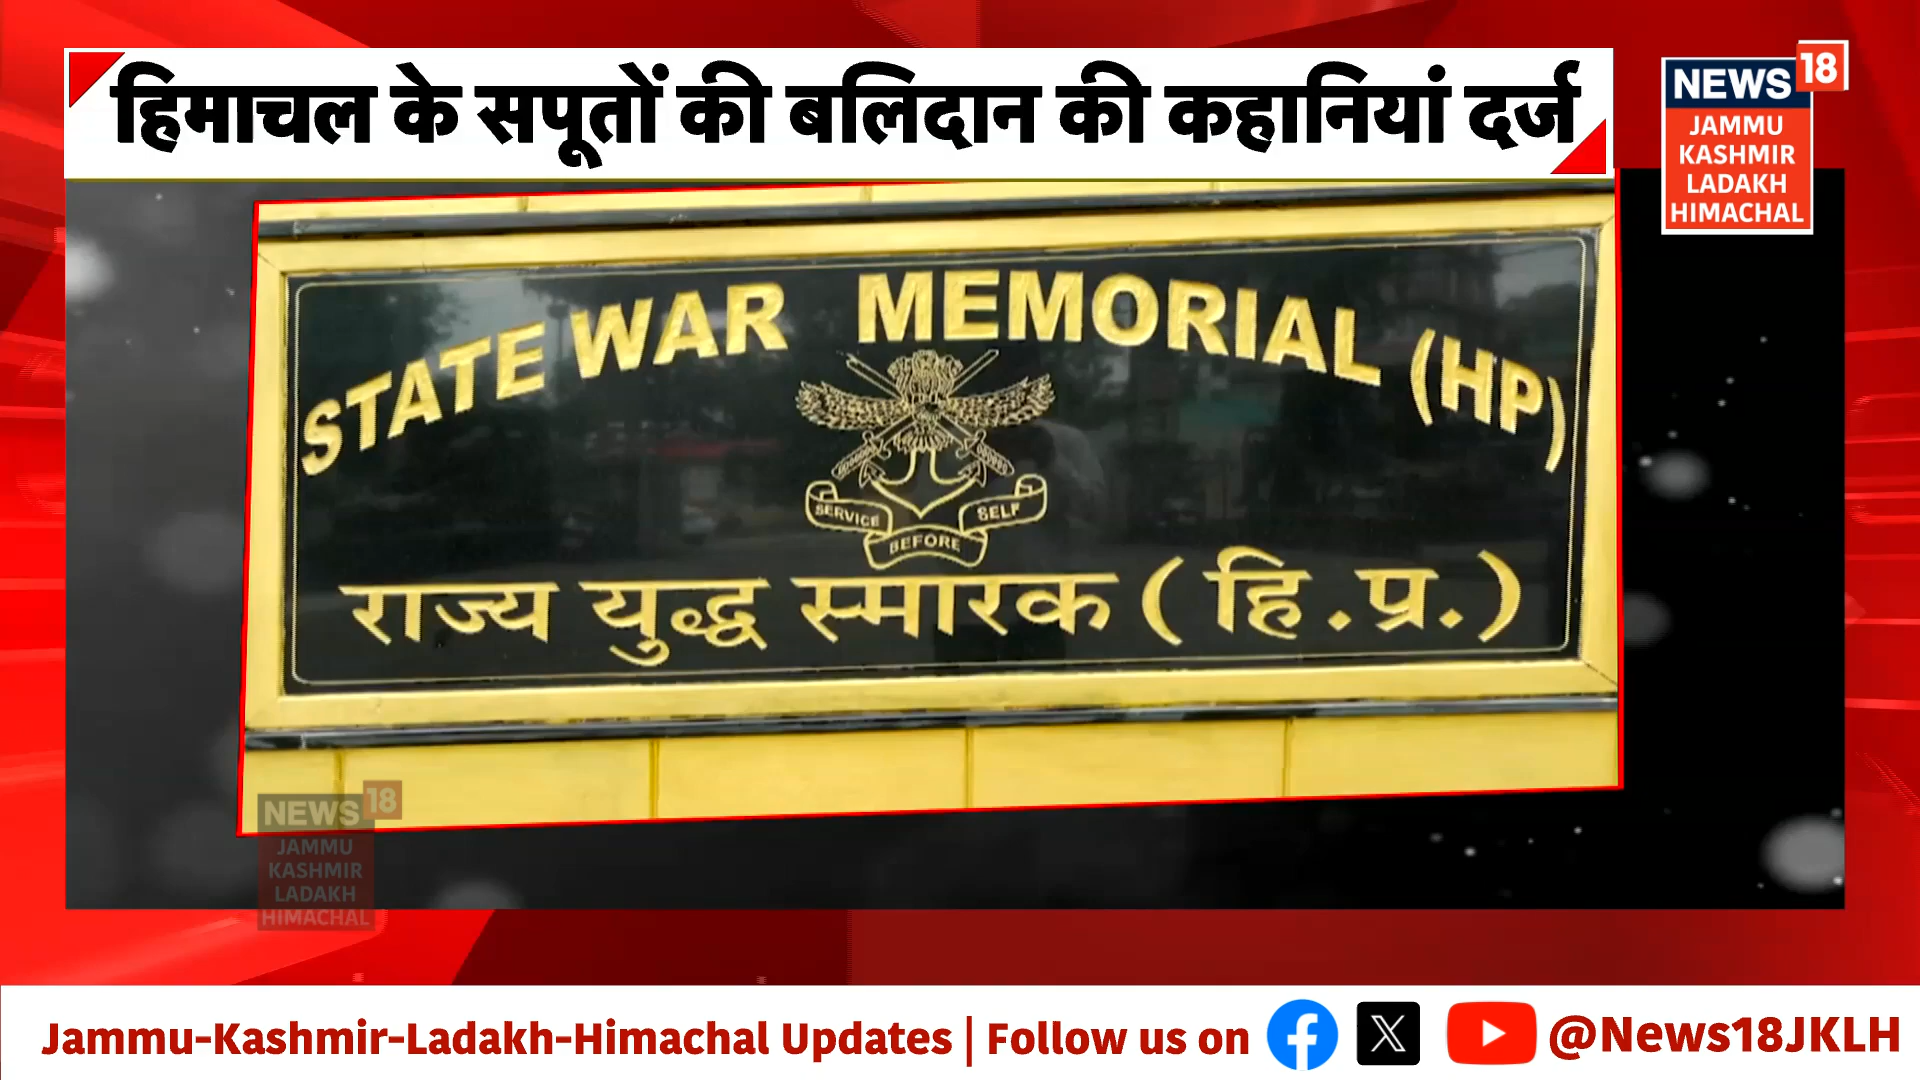 हिमाचल के सपूतों की बलिदान की कहानियां दर्ज
NEWS 18
JAMMU
KASHMIR
LADAKH
HIMACHAL
STATE WAR MEMORIAL (HP)
SERVICE BEFORE SELF
राज्य युद्ध स्मारक ( हि . प्र . )
NEWS 18
JAMMU
KASHMIR
LADAKH
HIMACHAL
Jammu-Kashmir-Ladakh-Himachal Updates | Follow us on @News18JKLH